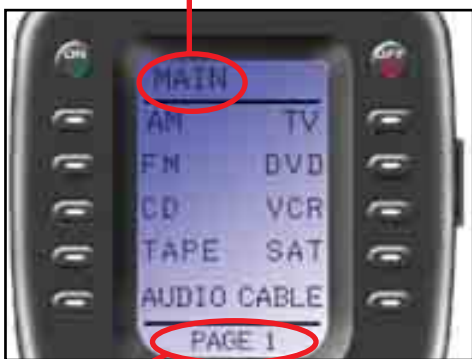 ON OFF
MAIN
AM TV
FM DVD
CD VCR
TAPE SAT
AUDIO CABLE
PAGE 1